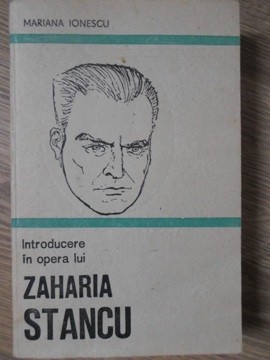 MARIANA IONESCU
Introducere
în opera lui
ZAHARIA
STANCU